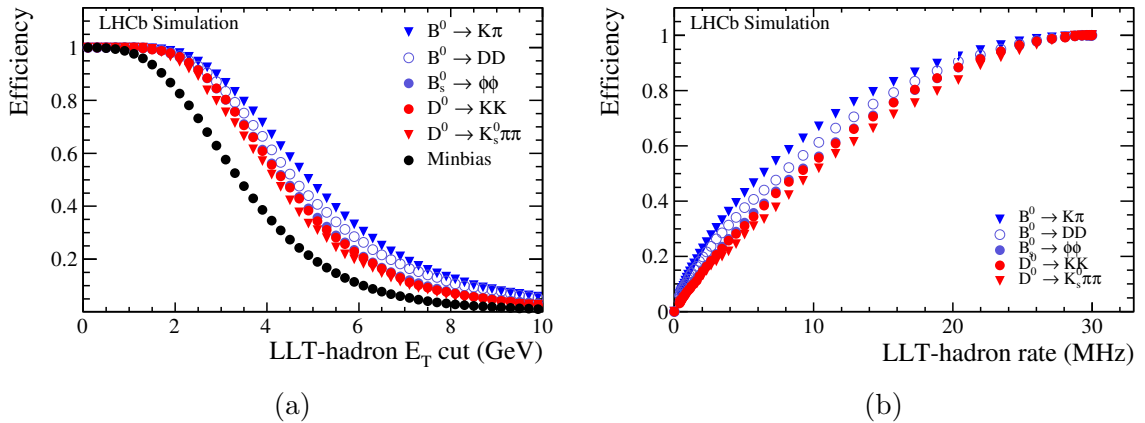 LHCb Simulation
Efficiency
1
0.8
0.6
0.4
0.2
B⁰ → Kπ
B⁰ → DD
B⁰ₛ → ϕϕ
D⁰ → KK
D⁰ → K⁰ₛππ
Minbias
0 2 4 6 8 10
LLT-hadron E_T cut (GeV)
(a)
LHCb Simulation
Efficiency
1
0.8
0.6
0.4
0.2
0
B⁰ → Kπ
B⁰ → DD
B⁰ₛ → ϕϕ
D⁰ → KK
D⁰ → K⁰ₛππ
0 10 20 30
LLT-hadron rate (MHz)
(b)